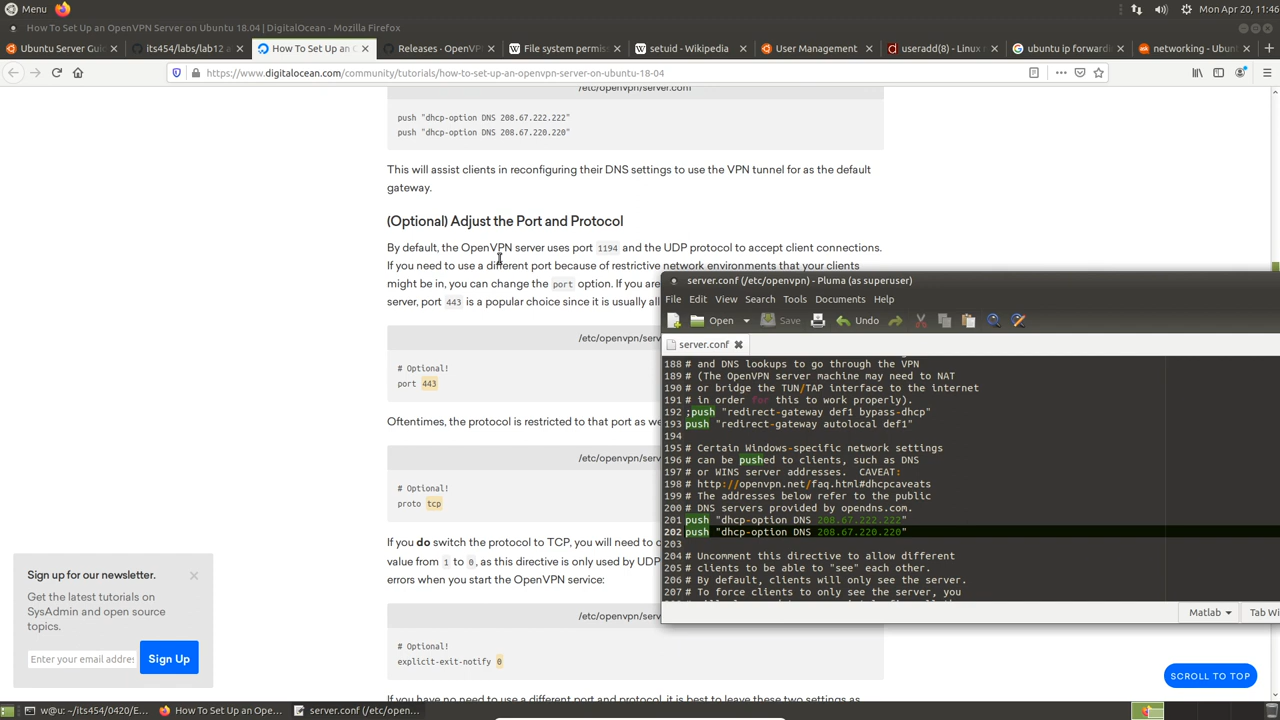 Menu
Mon Apr 20, 11:46
How To Set Up an OpenVPN Server on Ubuntu 18.04 | DigitalOcean - Mozilla Firefox
Ubuntu Server Gui
its454/labs/lab12 a
How To Set Up an O
Releases - OpenVP
File system permis
setuid - Wikipedia
User Management
useradd(8) - Linux m
ubuntu ip forwardin
networking - Ubuntu
https://www.digitalocean.com/community/tutorials/how-to-set-up-an-openvpn-server-on-ubuntu-18-04
/etc/openvpn/server.conf
push "dhcp-option DNS 208.67.222.222"
push "dhcp-option DNS 208.67.220.220"
This will assist clients in reconfiguring their DNS settings to use the VPN tunnel for as the default
gateway.
(Optional) Adjust the Port and Protocol
By default, the OpenVPN server uses port 1194 and the UDP protocol to accept client connections.
If you need to use a different port because of restrictive network environments that your clients
might be in, you can change the port option. If you are
server, port 443 is a popular choice since it is usually all
/etc/openvpn/serve
# Optional!
port 443
Oftentimes, the protocol is restricted to that port as we
/etc/openvpn/serve
# Optional!
proto tcp
If you do switch the protocol to TCP, you will need to c
value from 1 to 0, as this directive is only used by UDP
errors when you start the OpenVPN service:
/etc/openvpn/serve
# Optional!
explicit-exit-notify 0
If you have no need to use a different port and protocol, it is best to leave these two settings as
server.conf (/etc/openvpn) - Pluma (as superuser)
File Edit View Search Tools Documents Help
Open Save Undo
server.conf
188 # and DNS lookups to go through the VPN
189 # (The OpenVPN server machine may need to NAT
190 # or bridge the TUN/TAP interface to the internet
191 # in order for this to work properly).
192 ;push "redirect-gateway def1 bypass-dhcp"
193 push "redirect-gateway autolocal def1"
194
195 # Certain Windows-specific network settings
196 # can be pushed to clients, such as DNS
197 # or WINS server addresses. CAVEAT:
198 # http://openvpn.net/faq.html#dhcpcaveats
199 # The addresses below refer to the public
200 # DNS servers provided by opendns.com.
201 push "dhcp-option DNS 208.67.222.222"
202 push "dhcp-option DNS 208.67.220.220"
203
204 # Uncomment this directive to allow different
205 # clients to be able to "see" each other.
206 # By default, clients will only see the server.
207 # To force clients to only see the server, you
Matlab
Tab Wi
Sign up for our newsletter.
Get the latest tutorials on
SysAdmin and open source
topics.
Enter your email addres
Sign Up
SCROLL TO TOP
w@u: ~/its454/0420/E...
How To Set Up an Ope...
server.conf (/etc/open...